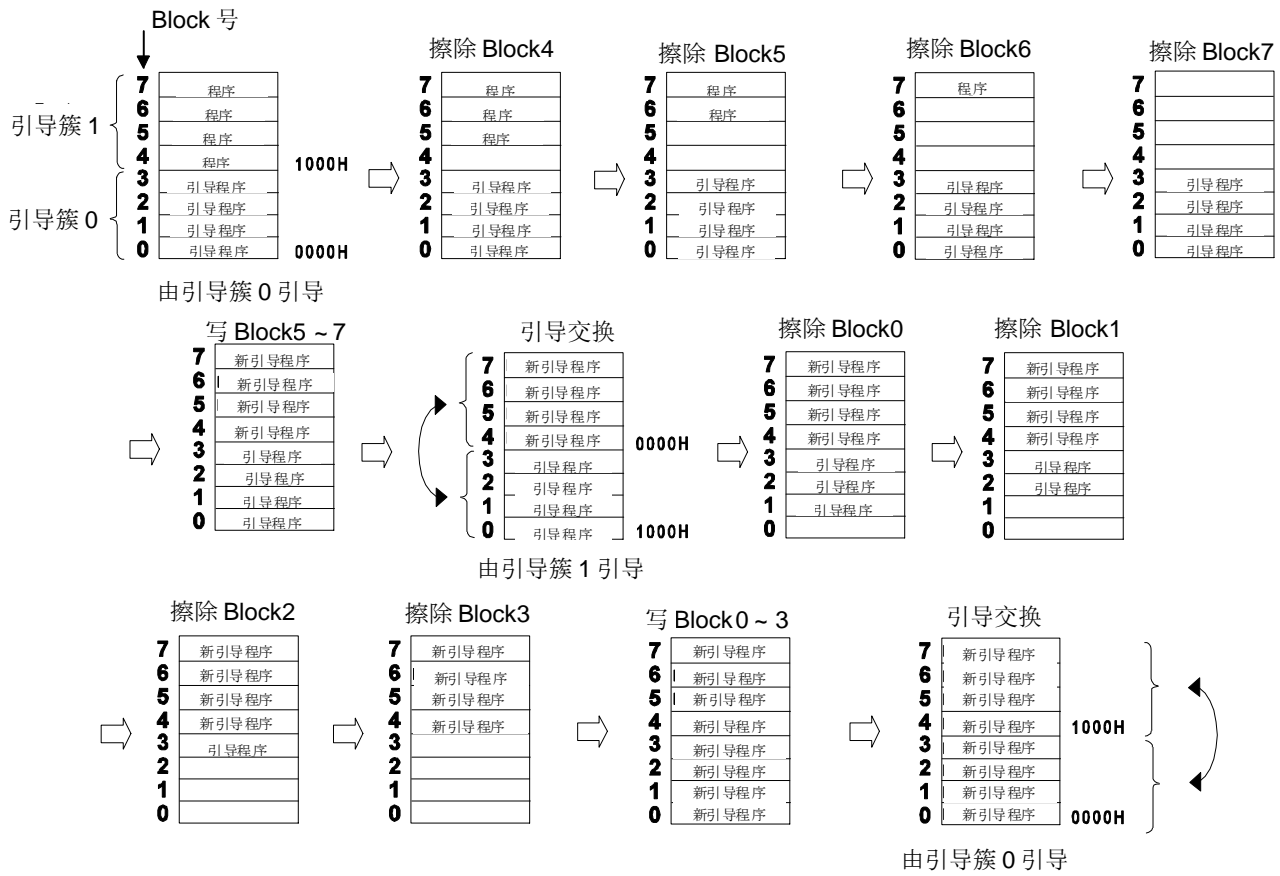 Block 号
7 程序
6 程序
5 程序
4 程序 1000H
3 引导程序
2 引导程序
1 引导程序
0 引导程序 0000H
引导簇 1
引导簇 0
由引导簇 0 引导
擦除 Block4
7 程序
6 程序
5 程序
4
3 引导程序
2 引导程序
1 引导程序
0 引导程序
擦除 Block5
7 程序
6 程序
5
4
3 引导程序
2 引导程序
1 引导程序
0 引导程序
擦除 Block6
7 程序
6
5
4
3 引导程序
2 引导程序
1 引导程序
0 引导程序
擦除 Block7
7
6
5
4
3 引导程序
2 引导程序
1 引导程序
0 引导程序
写 Block5 ~ 7
7 新引导程序
6 新引导程序
5 新引导程序
4 新引导程序
3 引导程序
2 引导程序
1 引导程序
0 引导程序
引导交换
7 新引导程序
6 新引导程序
5 新引导程序
4 新引导程序 0000H
3 引导程序
2 引导程序
1 引导程序
0 引导程序 1000H
由引导簇 1 引导
擦除 Block0
7 新引导程序
6 新引导程序
5 新引导程序
4 新引导程序
3 引导程序
2 引导程序
1 引导程序
0
擦除 Block1
7 新引导程序
6 新引导程序
5 新引导程序
4 新引导程序
3 引导程序
2 引导程序
1
0
擦除 Block2
7 新引导程序
6 新引导程序
5 新引导程序
4 新引导程序
3 引导程序
2
1
0
擦除 Block3
7 新引导程序
6 新引导程序
5 新引导程序
4 新引导程序
3
2
1
0
写 Block0 ~ 3
7 新引导程序
6 新引导程序
5 新引导程序
4 新引导程序
3 新引导程序
2 新引导程序
1 新引导程序
0 新引导程序
引导交换
7 新引导程序
6 新引导程序
5 新引导程序
4 新引导程序 1000H
3 新引导程序
2 新引导程序
1 新引导程序
0 新引导程序 0000H
由引导簇 0 引导